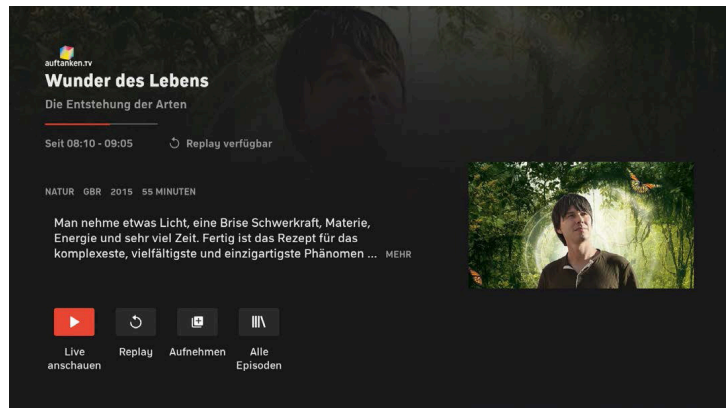 auftanken.TV
Wunder des Lebens
Die Entstehung der Arten
Seit 08:10 - 09:05 Replay verfügbar
NATUR GBR 2015 55 MINUTEN
Man nehme etwas Licht, eine Brise Schwerkraft, Materie,
Energie und sehr viel Zeit. Fertig ist das Rezept für das
komplexeste, vielfältigste und einzigartigste Phänomen ... MEHR
Live
anschauen
Replay
Aufnehmen
Alle
Episoden